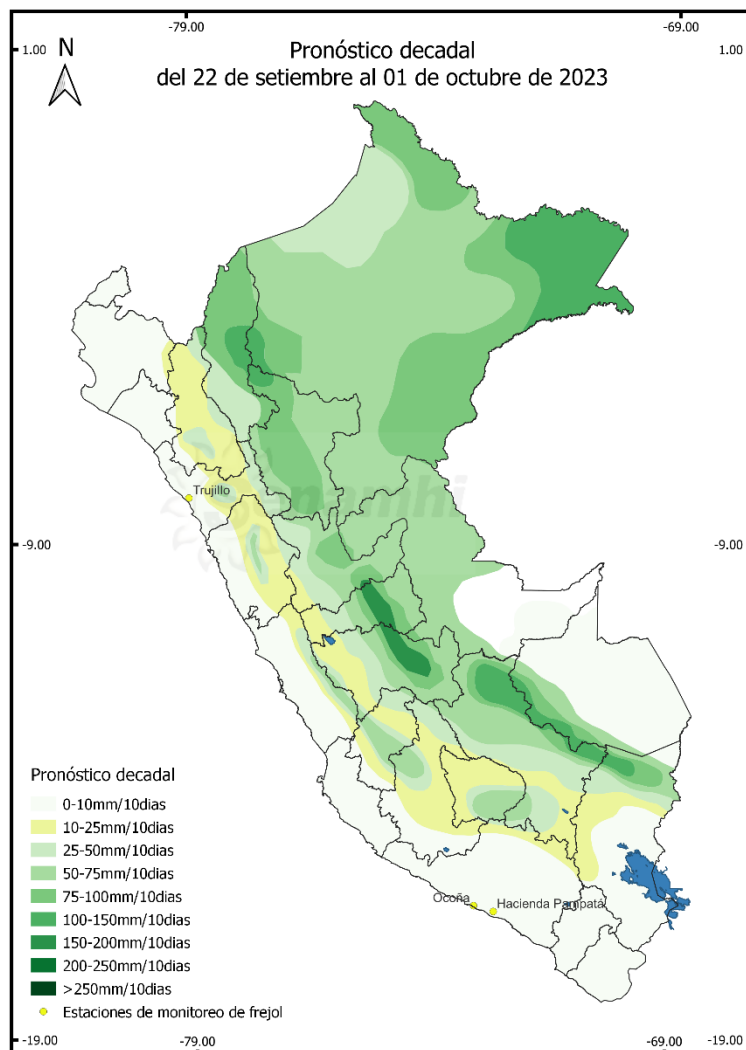 -79.00
-69.00
1.00
1.00
N
Pronóstico decadal
del 22 de setiembre al 01 de octubre de 2023
Trujillo
-9.00
-9.00
Ocoña
Hacienda Pampata
Pronóstico decadal
0-10mm/10dias
10-25mm/10dias
25-50mm/10dias
50-75mm/10dias
75-100mm/10dias
100-150mm/10dias
150-200mm/10dias
200-250mm/10dias
>250mm/10dias
Estaciones de monitoreo de frejol
-19.00
-79.00
-69.00
-19.00